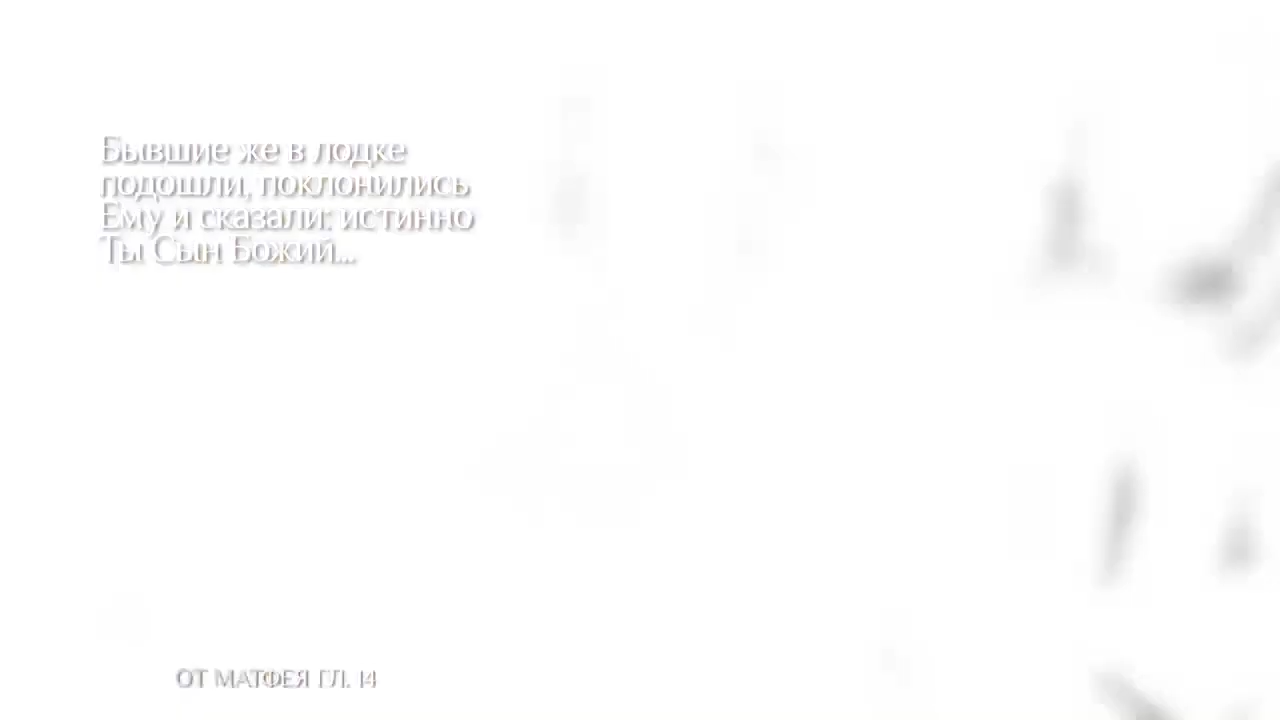 Бывшие же в лодке
подошли, поклонились
Ему и сказали: истинно
Ты Сын Божий...
ОТ МАТФЕЯ ГЛ. 14